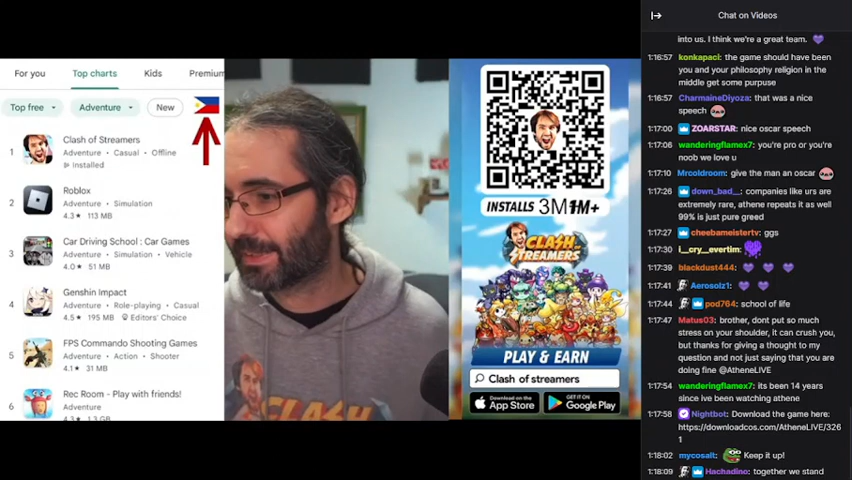 For you Top charts Kids Premium
Top free Adventure New
1 Clash of Streamers
Adventure • Casual • Offline
Installed
2 Roblox
Adventure • Simulation
4.3★ 113 MB
3 Car Driving School : Car Games
Adventure • Simulation • Vehicle
4.0★ 51 MB
4 Genshin Impact
Adventure • Role-playing • Casual
4.5★ 195 MB Editors' Choice
5 FPS Commando Shooting Games
Adventure • Action • Shooter
4.1★ 31 MB
6 Rec Room - Play with friends!
Adventure
4.3★ 1.3 GB
CLASH
INSTALLS 3M 1M+
CLASH
OF
STREAMERS
PLAY & EARN
Clash of streamers
Download on the
App Store
GET IT ON
Google Play
Chat on Videos
into us. I think we're a great team.
1:16:57 konkapaci: the game should have been
you and your philosophy religion in the
middle get some purpuse
1:16:57 CharmaineDiyoza: that was a nice
speech
1:17:00 ZOARSTAR: nice oscar speech
1:17:06 wanderingflamex7: you're pro or you're
noob we love u
1:17:10 Mrcoldroom: give the man an oscar
1:17:26 down_bad__: companies like urs are
extremely rare, athene repeats it as well
99% is just pure greed
1:17:27 cheebameistertv: ggs
1:17:30 i__cry__evertim:
1:17:39 blackdust444:
1:17:41 Aerosolz1:
1:17:44 pod764: school of life
1:17:47 Matus03: brother, dont put so much
stress on your shoulder, it can crush you,
but thanks for giving a thought to my
question and not just saying that you are
doing fine @AtheneLIVE
1:17:54 wanderingflamex7: its been 14 years
since ive been watching athene
1:17:58 Nightbot: Download the game here:
https://downloadcos.com/AtheneLIVE/326
1
1:18:02 mycosalt: Keep it up!
1:18:09 Hachadino: together we stand